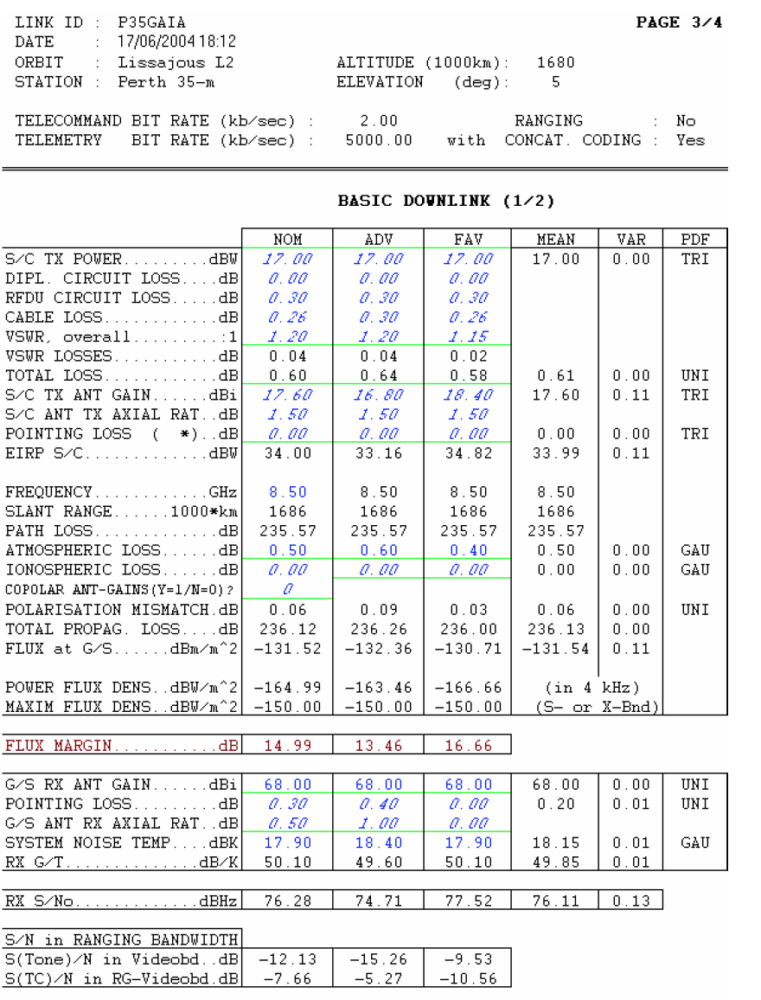 LINK ID : P35GAIA PAGE 3/4
DATE : 17/06/2004 18:12
ORBIT : Lissajous L2 ALTITUDE (1000km): 1680
STATION : Perth 35-m ELEVATION (deg): 5
TELECOMMAND BIT RATE (kb/sec) : 2.00 RANGING : No
TELEMETRY BIT RATE (kb/sec) : 5000.00 with CONCAT. CODING : Yes
BASIC DOWNLINK (1/2)
NOM ADV FAV MEAN VAR PDF
S/C TX POWER.........dBW 17.00 17.00 17.00 17.00 0.00 TRI
DIPL. CIRCUIT LOSS....dB 0.00 0.00 0.00
RFDU CIRCUIT LOSS.....dB 0.30 0.30 0.30
CABLE LOSS............dB 0.26 0.30 0.26
VSWR, overall.........:1 1.20 1.20 1.15
VSWR LOSSES...........dB 0.04 0.04 0.02
TOTAL LOSS............dB 0.60 0.64 0.58 0.61 0.00 UNI
S/C TX ANT GAIN......dBi 17.60 16.80 18.40 17.60 0.11 TRI
S/C ANT TX AXIAL RAT..dB 1.50 1.50 1.50
POINTING LOSS ( *)..dB 0.00 0.00 0.00 0.00 0.00 TRI
EIRP S/C.............dBW 34.00 33.16 34.82 33.99 0.11
FREQUENCY............GHz 8.50 8.50 8.50 8.50
SLANT RANGE......1000*km 1686 1686 1686 1686
PATH LOSS.............dB 235.57 235.57 235.57 235.57
ATMOSPHERIC LOSS......dB 0.50 0.60 0.40 0.50 0.00 GAU
IONOSPHERIC LOSS......dB 0.00 0.00 0.00 0.00 0.00 GAU
COPOLAR ANT-GAINS(Y=1/N=0)? 0
POLARISATION MISMATCH.dB 0.06 0.09 0.03 0.06 0.00 UNI
TOTAL PROPAG. LOSS....dB 236.12 236.26 236.00 236.13 0.00
FLUX at G/S......dBm/m^2 -131.52 -132.36 -130.71 -131.54 0.11
POWER FLUX DENS..dBW/m^2 -164.99 -163.46 -166.66 (in 4 kHz)
MAXIM FLUX DENS..dBW/m^2 -150.00 -150.00 -150.00 (S- or X-Bnd)
FLUX MARGIN...........dB 14.99 13.46 16.66
G/S RX ANT GAIN......dBi 68.00 68.00 68.00 68.00 0.00 UNI
POINTING LOSS.........dB 0.30 0.40 0.00 0.20 0.01 UNI
G/S ANT RX AXIAL RAT..dB 0.50 1.00 0.00
SYSTEM NOISE TEMP....dBK 17.90 18.40 17.90 18.15 0.01 GAU
RX G/T..............dB/K 50.10 49.60 50.10 49.85 0.01
RX S/No.............dBHz 76.28 74.71 77.52 76.11 0.13
S/N in RANGING BANDWIDTH
S(Tone)/N in Videobd..dB -12.13 -15.26 -9.53
S(TC)/N in RG-Videobd.dB -7.66 -5.27 -10.56